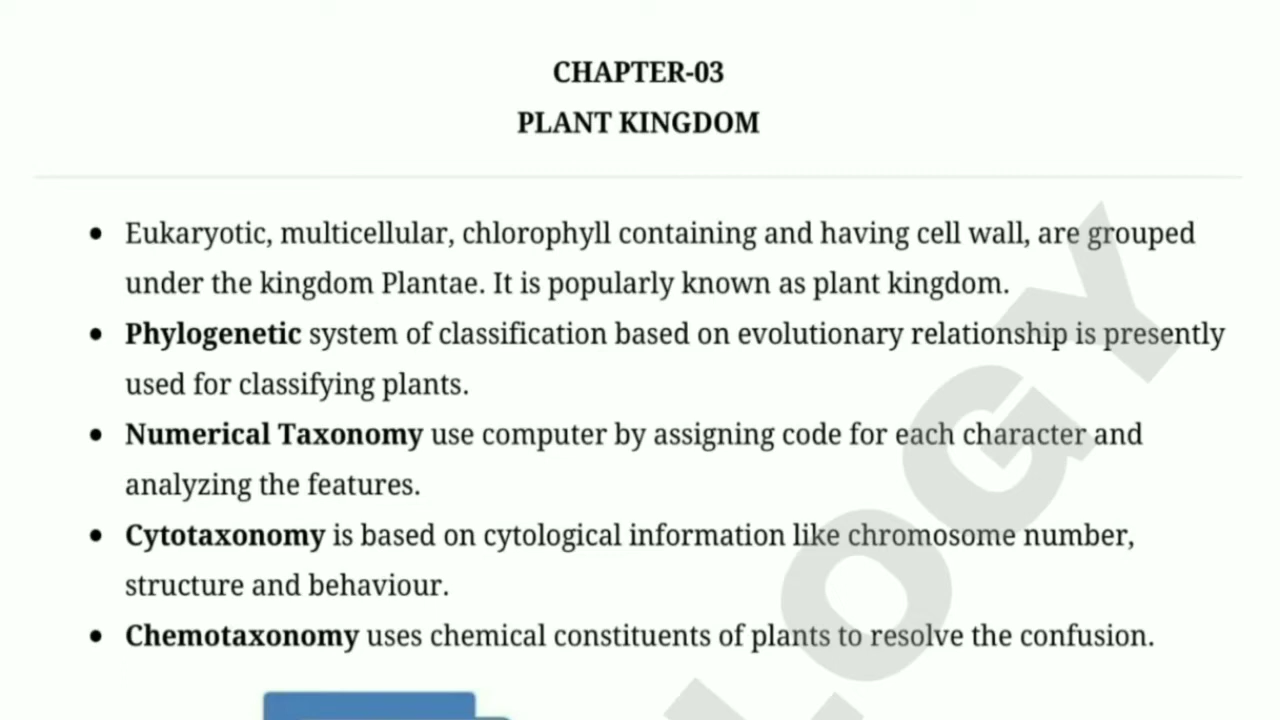 CHAPTER-03
PLANT KINGDOM
• Eukaryotic, multicellular, chlorophyll containing and having cell wall, are grouped
under the kingdom Plantae. It is popularly known as plant kingdom.
• Phylogenetic system of classification based on evolutionary relationship is presently
used for classifying plants.
• Numerical Taxonomy use computer by assigning code for each character and
analyzing the features.
• Cytotaxonomy is based on cytological information like chromosome number,
structure and behaviour.
• Chemotaxonomy uses chemical constituents of plants to resolve the confusion.